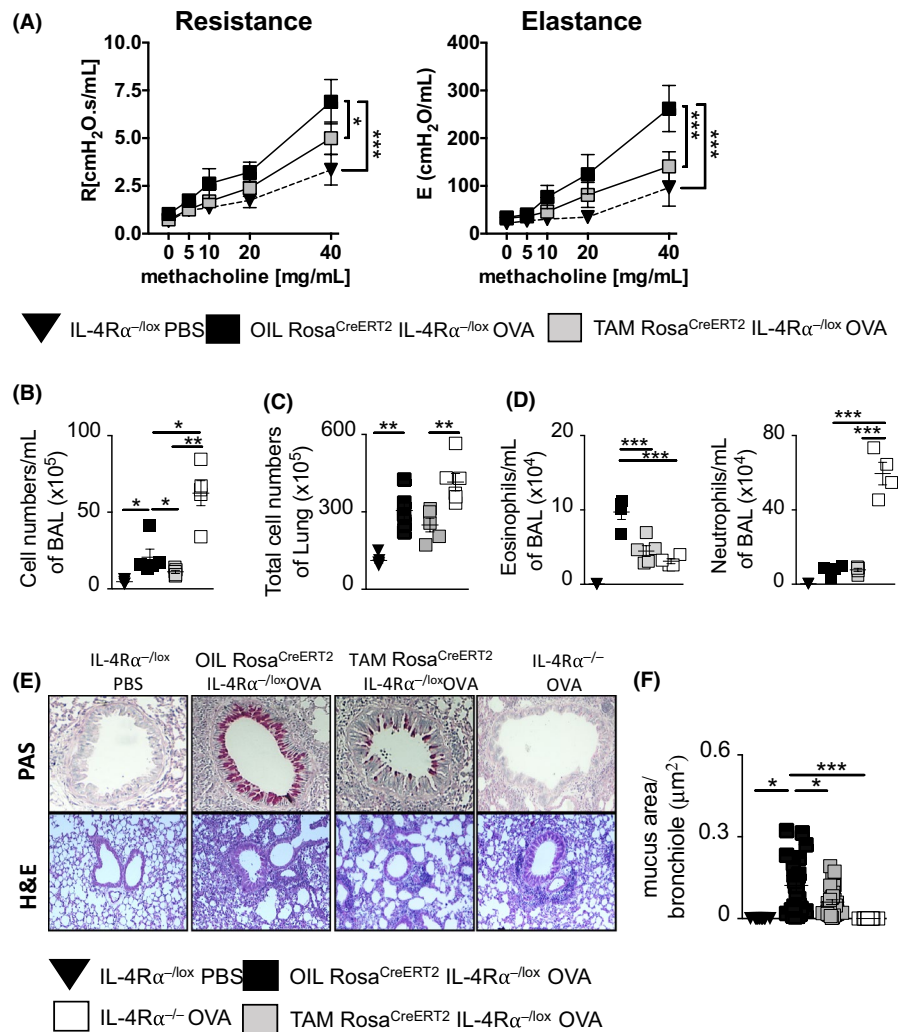 (A)
Resistance
Elastance
R[cmH₂O.s/mL]
10.0
7.5
5.0
2.5
0.0
0 5 10 20 40
methacholine [mg/mL]
*
***
E (cmH₂O/mL)
400
300
200
100
0
0 5 10 20 40
methacholine [mg/mL]
***
***
IL-4Rα⁻/ˡᵒˣ PBS
OIL Rosaᶜʳᵉᴱᴿᵀ² IL-4Rα⁻/ˡᵒˣ OVA
TAM Rosaᶜʳᵉᴱᴿᵀ² IL-4Rα⁻/ˡᵒˣ OVA
(B)
Cell numbers/mL
of BAL (x10⁵)
100
50
0
*
*
*
**
(C)
Total cell numbers
of Lung (x10⁵)
600
300
0
**
**
(D)
Eosinophils/mL
of BAL (x10⁴)
20
10
0
***
***
Neutrophils/mL
of BAL (x10⁴)
80
40
0
***
***
(E)
IL-4Rα⁻/ˡᵒˣ
PBS
OIL Rosaᶜʳᵉᴱᴿᵀ²
IL-4Rα⁻/ˡᵒˣOVA
TAM Rosaᶜʳᵉᴱᴿᵀ²
IL-4Rα⁻/ˡᵒˣOVA
IL-4Rα⁻/⁻
OVA
PAS
H&E
(F)
mucus area/
bronchiole (μm²)
0.6
0.3
0.0
*
*
***
IL-4Rα⁻/ˡᵒˣ PBS
OIL Rosaᶜʳᵉᴱᴿᵀ² IL-4Rα⁻/ˡᵒˣ OVA
IL-4Rα⁻/⁻ OVA
TAM Rosaᶜʳᵉᴱᴿᵀ² IL-4Rα⁻/ˡᵒˣ OVA